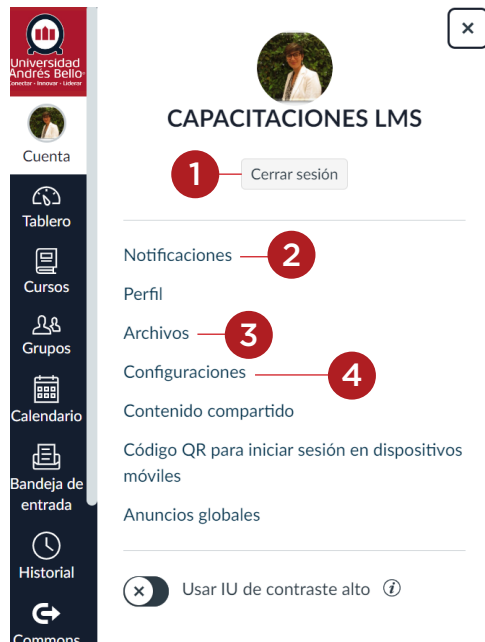 Universidad
Andrés Bello
Conectar - Innovar - Liderar
Cuenta
Tablero
Cursos
Grupos
Calendario
Bandeja de
entrada
Historial
Commons
CAPACITACIONES LMS
1
Cerrar sesión
Notificaciones
2
Perfil
Archivos
3
Configuraciones
4
Contenido compartido
Código QR para iniciar sesión en dispositivos
móviles
Anuncios globales
Usar IU de contraste alto